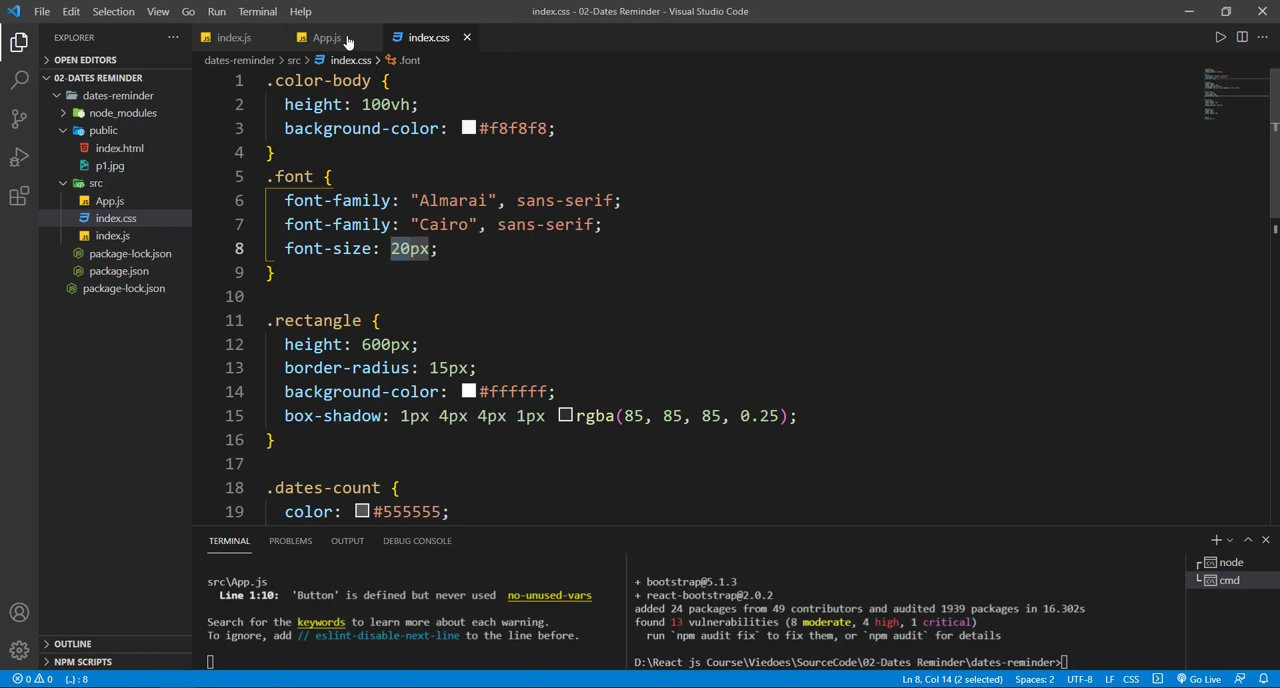 File Edit Selection View Go Run Terminal Help
index.css - 02-Dates Reminder - Visual Studio Code
EXPLORER
OPEN EDITORS
02-DATES REMINDER
dates-reminder
node_modules
public
index.html
p1.jpg
src
App.js
index.css
index.js
package-lock.json
package.json
package-lock.json
OUTLINE
NPM SCRIPTS
index.js
App.js
index.css
dates-reminder > src > index.css > .font
1 .color-body {
2 height: 100vh;
3 background-color: #f8f8f8;
4 }
5 .font {
6 font-family: "Almarai", sans-serif;
7 font-family: "Cairo", sans-serif;
8 font-size: 20px;
9 }
10
11 .rectangle {
12 height: 600px;
13 border-radius: 15px;
14 background-color: #ffffff;
15 box-shadow: 1px 4px 4px 1px rgba(85, 85, 85, 0.25);
16 }
17
18 .dates-count {
19 color: #555555;
TERMINAL PROBLEMS OUTPUT DEBUG CONSOLE
src\App.js
Line 1:10: 'Button' is defined but never used no-unused-vars
Search for the keywords to learn more about each warning.
To ignore, add // eslint-disable-next-line to the line before.
+ bootstrap@5.1.3
+ react-bootstrap@2.0.2
added 24 packages from 49 contributors and audited 1939 packages in 16.302s
found 13 vulnerabilities (8 moderate, 4 high, 1 critical)
run `npm audit fix` to fix them, or `npm audit` for details
D:\React js Course\Viedoes\SourceCode\02-Dates Reminder\dates-reminder>
node
cmd
0 0 {..} : 8
Ln 8, Col 14 (2 selected) Spaces: 2 UTF-8 LF CSS Go Live